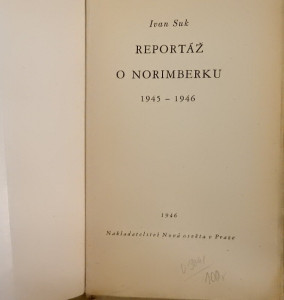 Ivan Suk
REPORTÁŽ
O NORIMBERKU
1945 – 1946
1946
Nakladatelství Nová osvěta v Praze